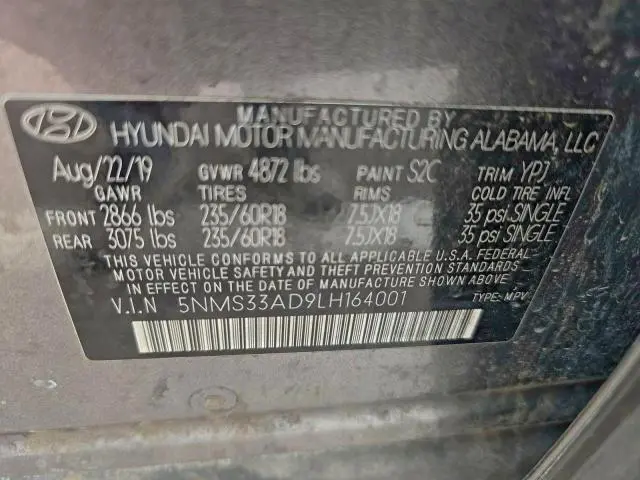 MANUFACTURED BY
HYUNDAI MOTOR MANUFACTURING ALABAMA, LLC
Aug/22/19 GVWR 4872 lbs PAINT S2C TRIM YPJ
GAWR TIRES RIMS COLD TIRE INFL
FRONT 2866 lbs 235/60R18 7.5JX18 35 psi SINGLE
REAR 3075 lbs 235/60R18 7.5JX18 35 psi SINGLE
THIS VEHICLE CONFORMS TO ALL APPLICABLE U.S.A. FEDERAL
MOTOR VEHICLE SAFETY AND THEFT PREVENTION
STANDARDS IN EFFECT ON THE DATE OF MANUFACTURE SHOWN ABOVE
V.I.N 5NMS33AD9LH164001 TYPE: MPV